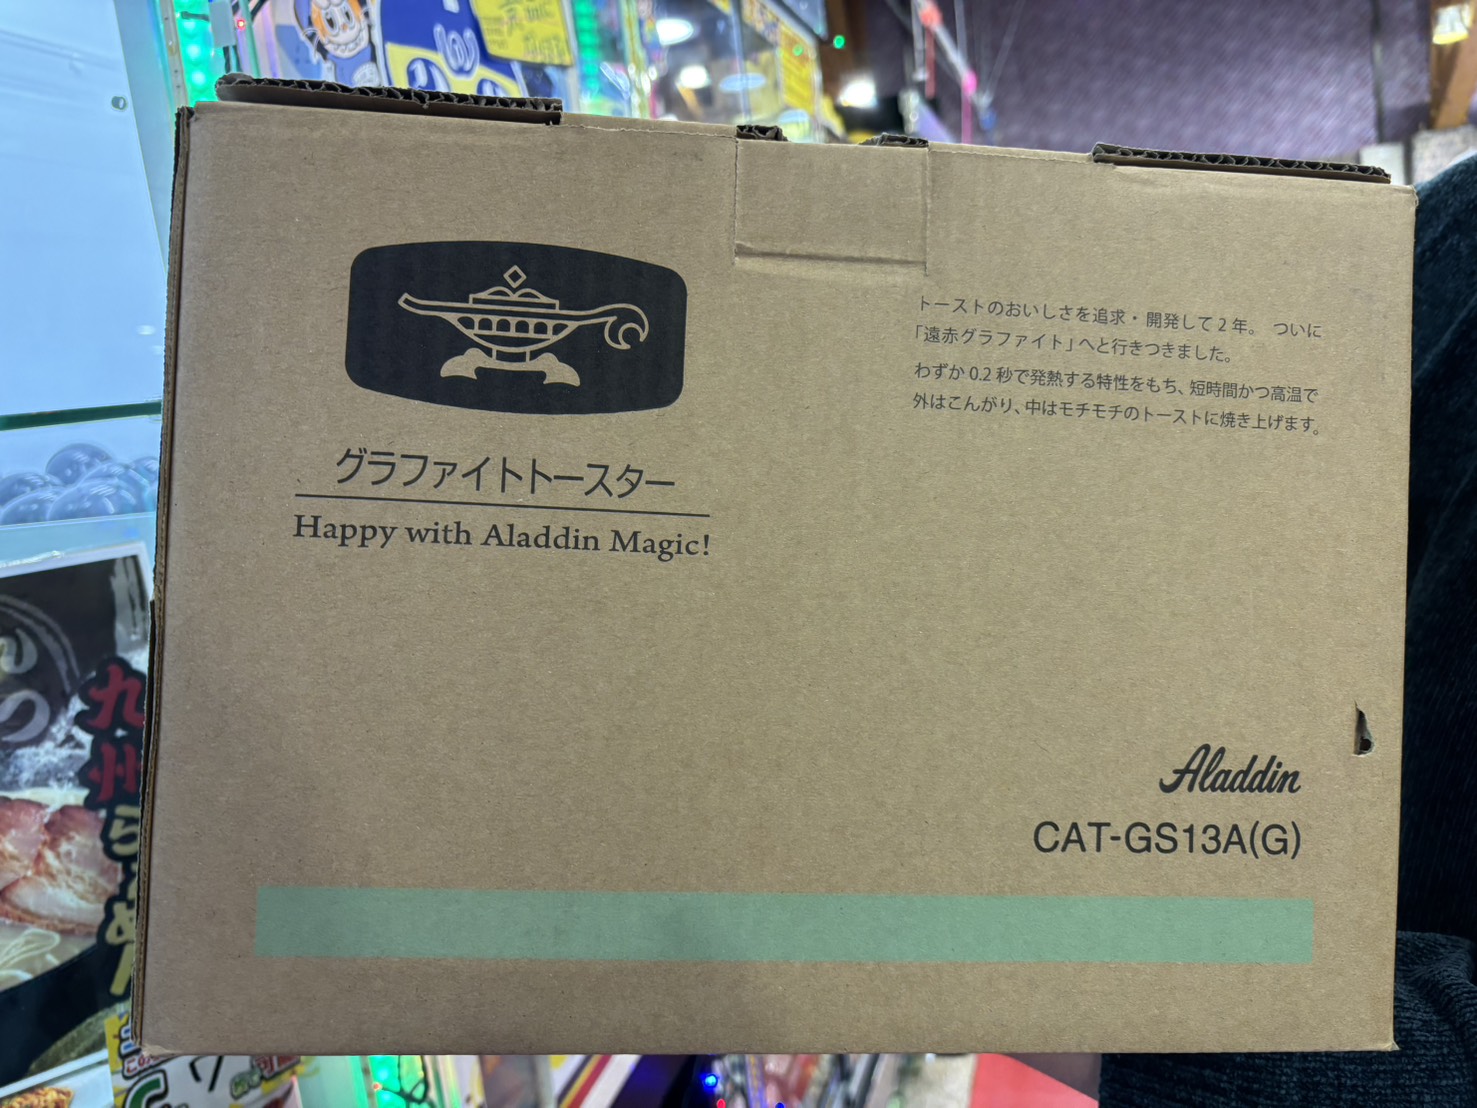 トーストのおいしさを追求・開発して2年。 ついに
「遠赤グラファイト」へと行きつきました。
わずか0.2秒で発熱する特性をもち、短時間かつ高温で
外はこんがり、中はモチモチのトーストに焼き上げます。
グラファイトトースター
Happy with Aladdin Magic!
Aladdin
CAT-GS13A(G)
九州